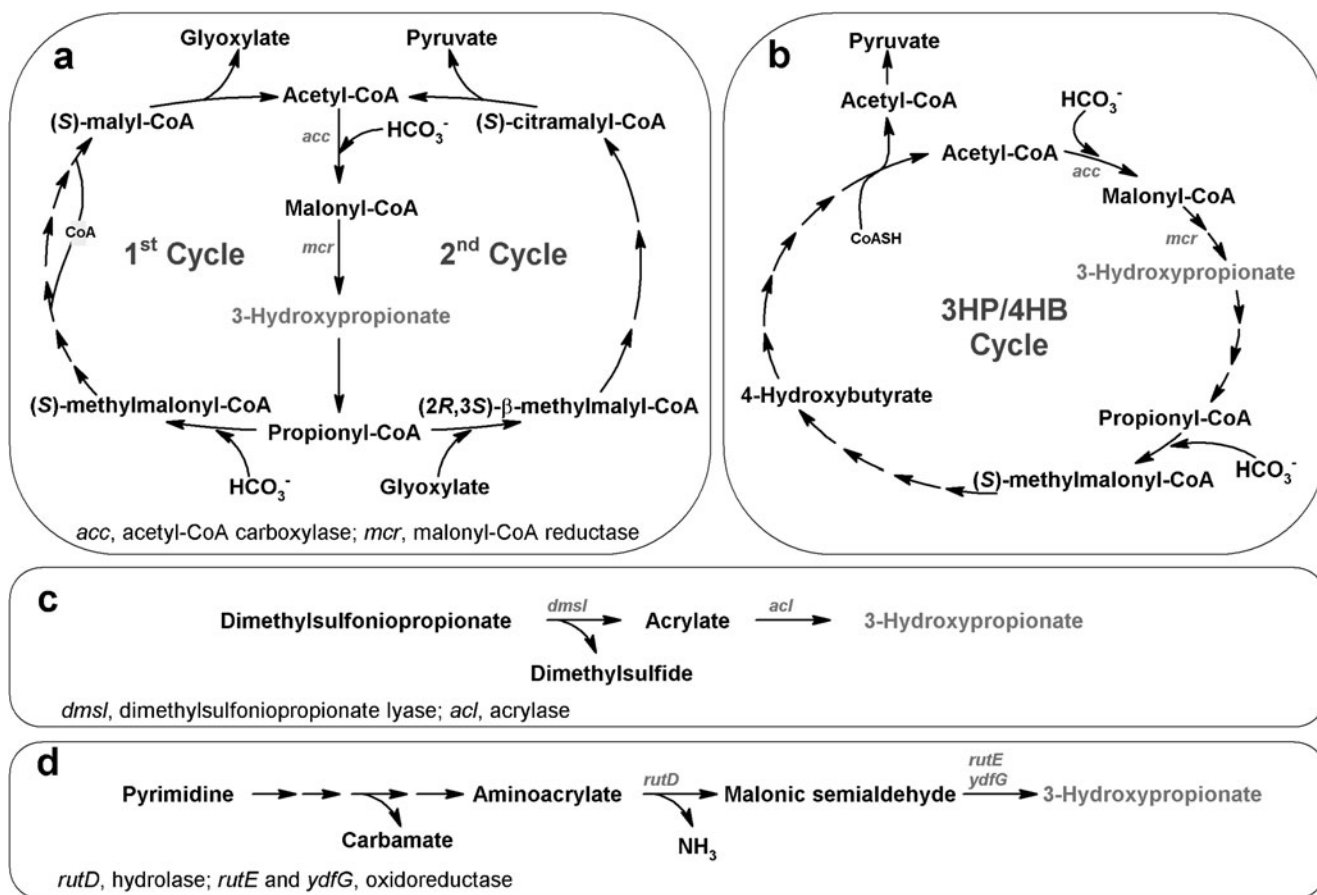 a
Glyoxylate
Pyruvate
Acetyl-CoA
(S)-malyl-CoA
(S)-citramalyl-CoA
acc
HCO₃⁻
Malonyl-CoA
CoA
1st Cycle
mcr
2nd Cycle
3-Hydroxypropionate
(S)-methylmalonyl-CoA
(2R,3S)-β-methylmalyl-CoA
Propionyl-CoA
HCO₃⁻
Glyoxylate
acc, acetyl-CoA carboxylase; mcr, malonyl-CoA reductase
b
Pyruvate
Acetyl-CoA
HCO₃⁻
Acetyl-CoA
acc
Malonyl-CoA
CoASH
mcr
3-Hydroxypropionate
3HP/4HB
Cycle
4-Hydroxybutyrate
Propionyl-CoA
HCO₃⁻
(S)-methylmalonyl-CoA
c
Dimethylsulfoniopropionate
dmsl
Acrylate
acl
3-Hydroxypropionate
Dimethylsulfide
dmsl, dimethylsulfoniopropionate lyase; acl, acrylase
d
Pyrimidine
Aminoacrylate
rutD
Malonic semialdehyde
rutE
ydfG
3-Hydroxypropionate
Carbamate
NH₃
rutD, hydrolase; rutE and ydfG, oxidoreductase